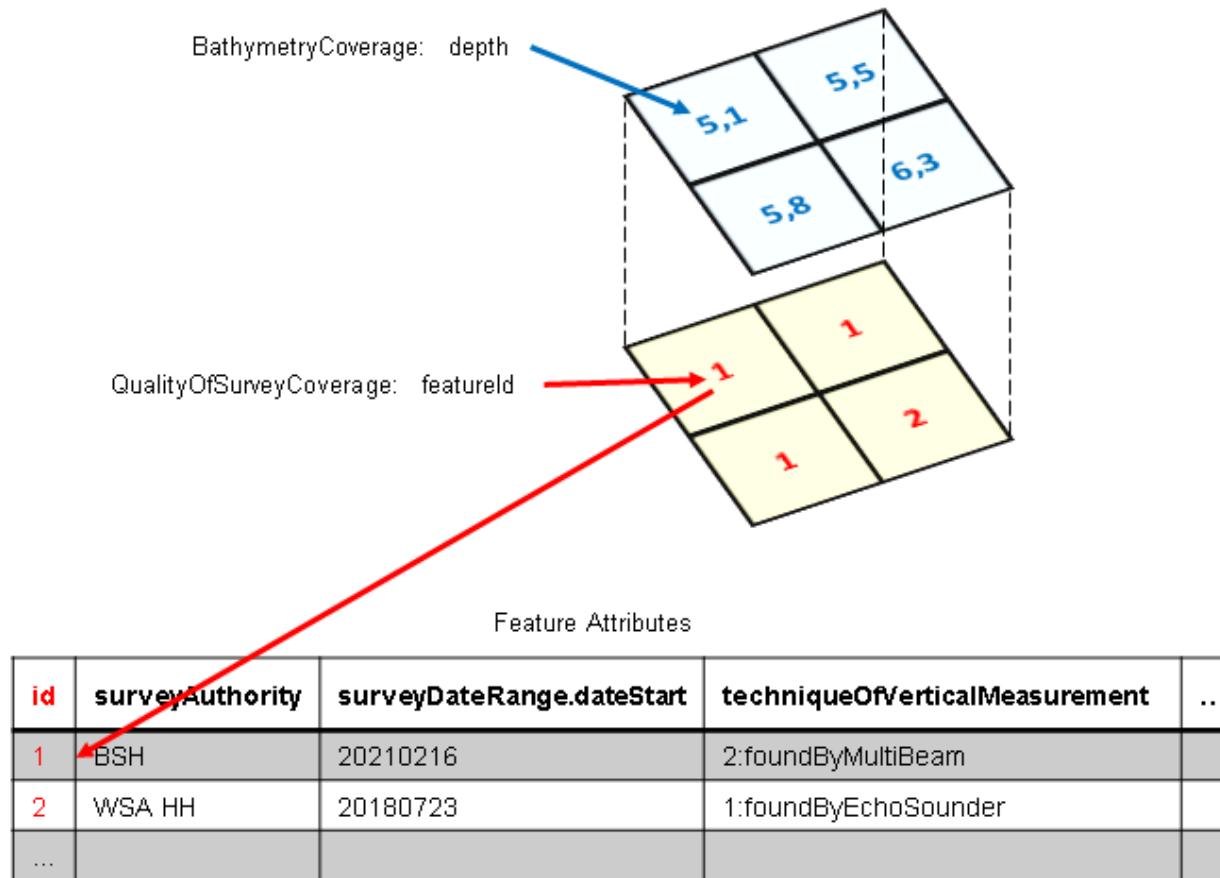 BathymetryCoverage: depth
5,1 5,5
5,8 6,3
QualityOfSurveyCoverage: featureId
1 1
1 2
Feature Attributes
id surveyAuthority surveyDateRange.dateStart techniqueOfVerticalMeasurement ..
1 BSH 20210216 2:foundByMultiBeam
2 WSA HH 20180723 1:foundByEchoSounder
...